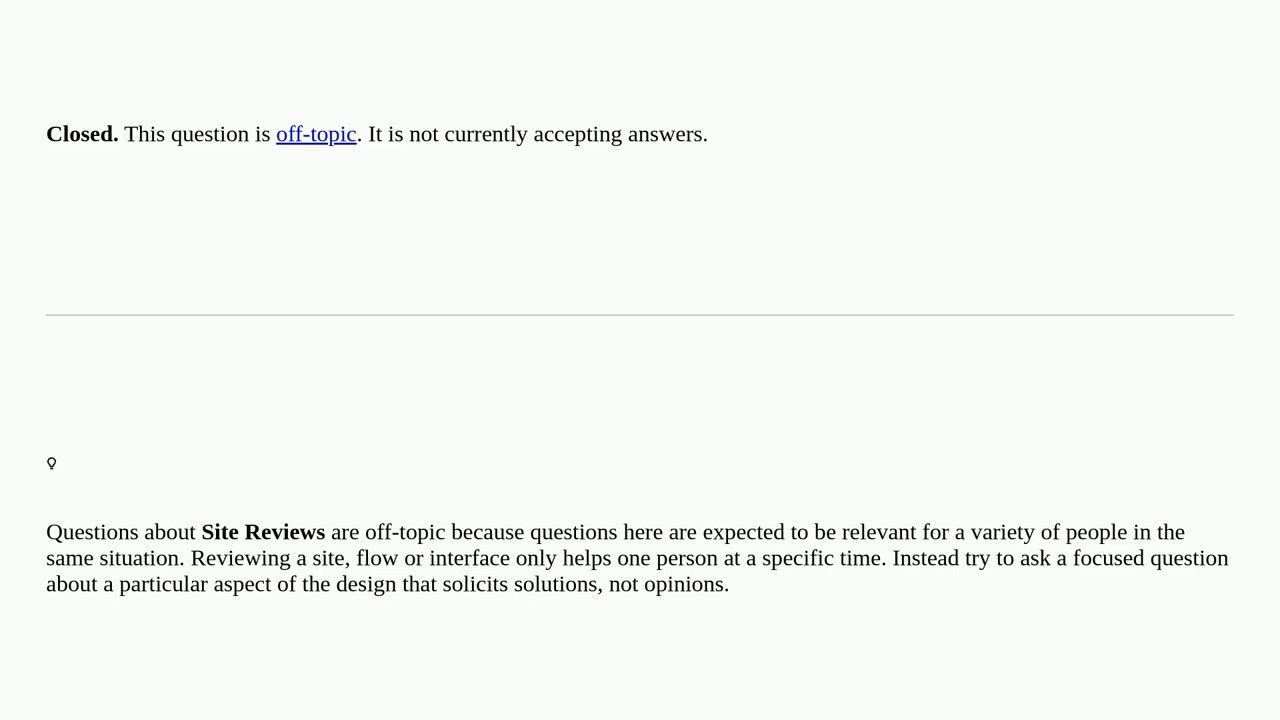 Closed. This question is off-topic. It is not currently accepting answers.
Questions about Site Reviews are off-topic because questions here are expected to be relevant for a variety of people in the
same situation. Reviewing a site, flow or interface only helps one person at a specific time. Instead try to ask a focused question
about a particular aspect of the design that solicits solutions, not opinions.